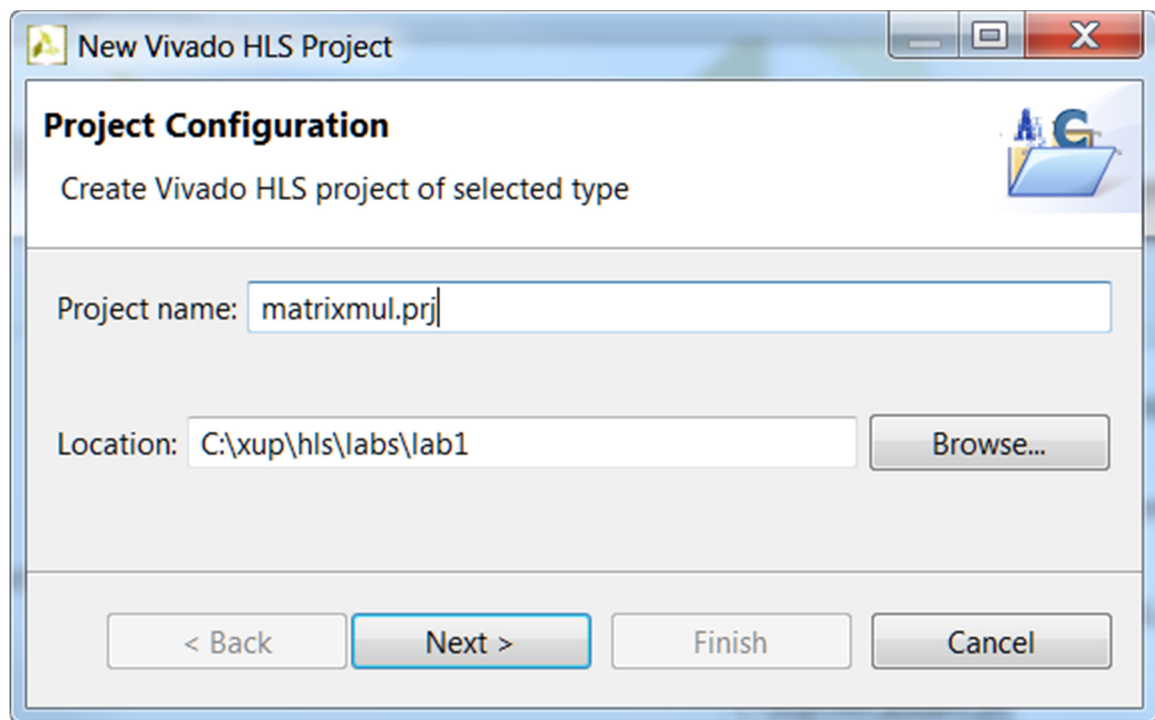 New Vivado HLS Project
Project Configuration
Create Vivado HLS project of selected type
Project name: matrixmul.prj
Location: C:\xup\hls\labs\lab1 Browse...
< Back Next > Finish Cancel